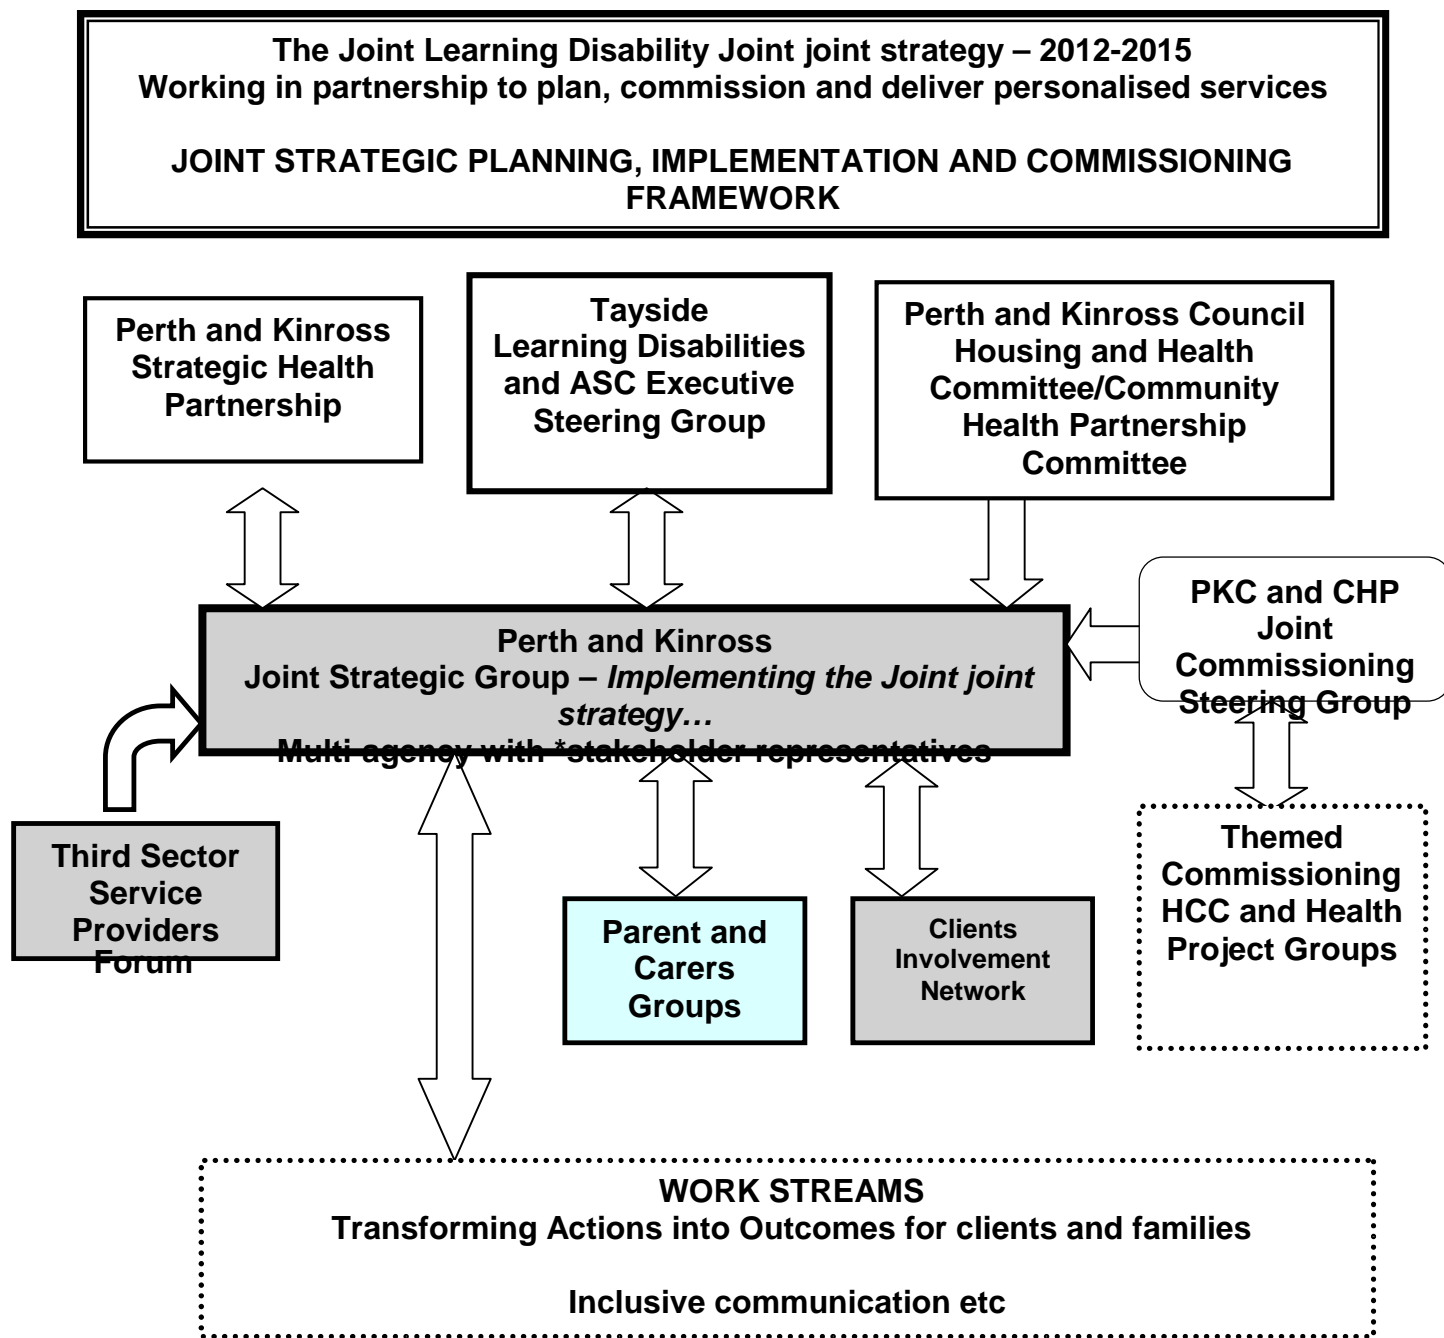 The Joint Learning Disability Joint joint strategy – 2012-2015
Working in partnership to plan, commission and deliver personalised services
JOINT STRATEGIC PLANNING, IMPLEMENTATION AND COMMISSIONING
FRAMEWORK
Perth and Kinross
Strategic Health
Partnership
Tayside
Learning Disabilities
and ASC Executive
Steering Group
Perth and Kinross Council
Housing and Health
Committee/Community
Health Partnership
Committee
PKC and CHP
Joint
Commissioning
Steering Group
Perth and Kinross
Joint Strategic Group – Implementing the Joint joint
strategy…
Multi-agency with *stakeholder representatives
Third Sector
Service
Providers
Forum
Parent and
Carers
Groups
Clients
Involvement
Network
Themed
Commissioning
HCC and Health
Project Groups
WORK STREAMS
Transforming Actions into Outcomes for clients and families
Inclusive communication etc